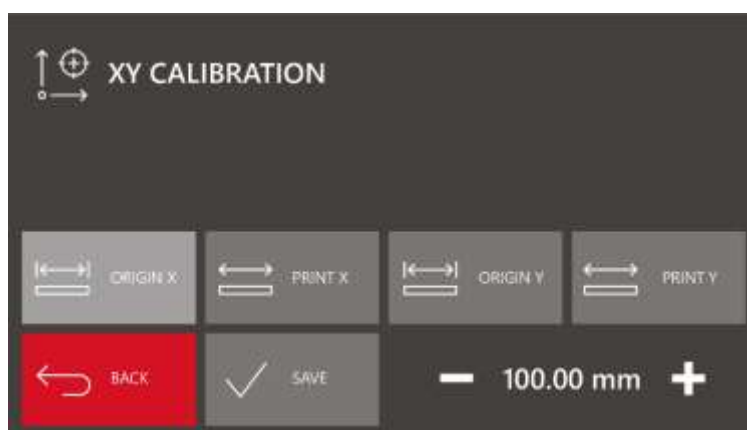 XY CALIBRATION
ORIGIN X PRINT X ORIGIN Y PRINT Y
BACK SAVE 100.00 mm